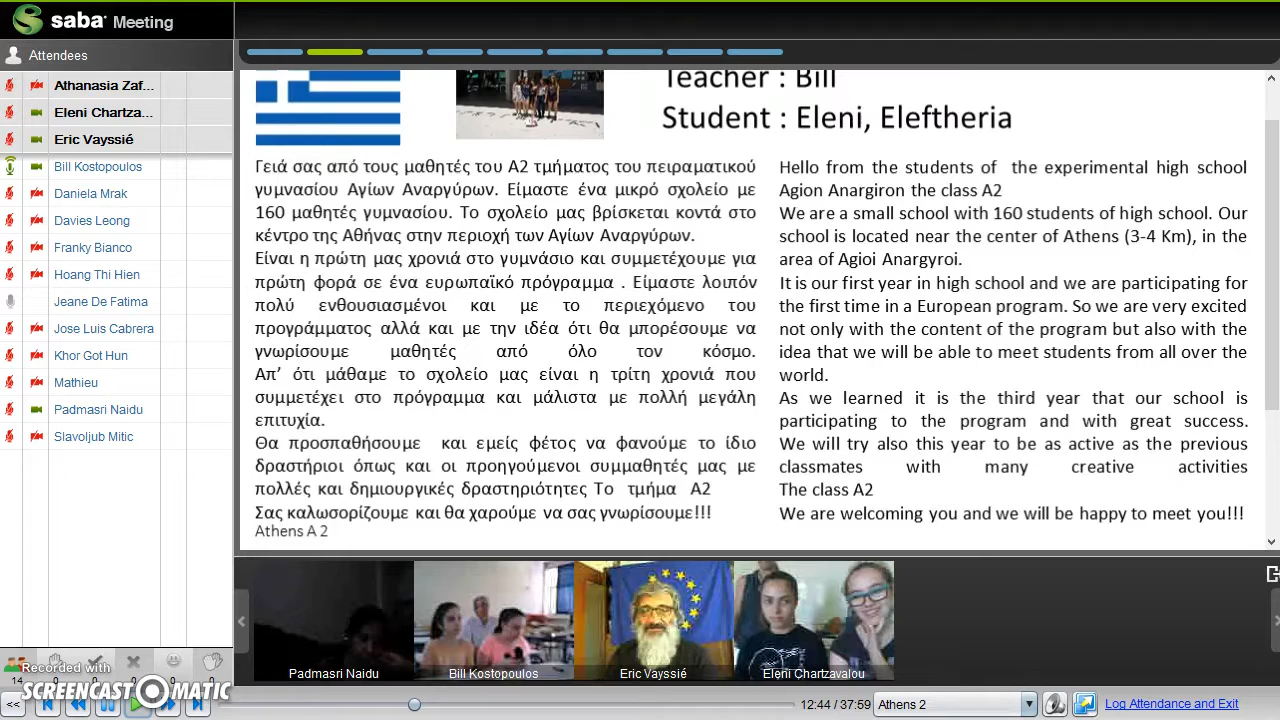 saba Meeting
Attendees
Athanasia Zaf...
Eleni Chartza...
Eric Vayssié
Bill Kostopoulos
Daniela Mrak
Davies Leong
Franky Bianco
Hoang Thi Hien
Jeane De Fatima
Jose Luis Cabrera
Khor Got Hun
Mathieu
Padmasri Naidu
Slavoljub Mitic
Teacher : Bill
Student : Eleni, Eleftheria
Γειά σας από τους μαθητές του Α2 τμήματος του πειραματικού
γυμνασίου Αγίων Αναργύρων. Είμαστε ένα μικρό σχολείο με
160 μαθητές γυμνασίου. Το σχολείο μας βρίσκεται κοντά στο
κέντρο της Αθήνας στην περιοχή των Αγίων Αναργύρων.
Είναι η πρώτη μας χρονιά στο γυμνάσιο και συμμετέχουμε για
πρώτη φορά σε ένα ευρωπαϊκό πρόγραμμα . Είμαστε λοιπόν
πολύ ενθουσιασμένοι και με το περιεχόμενο του
προγράμματος αλλά και με την ιδέα ότι θα μπορέσουμε να
γνωρίσουμε μαθητές από όλο τον κόσμο.
Απ’ ότι μάθαμε το σχολείο μας είναι η τρίτη χρονιά που
συμμετέχει στο πρόγραμμα και μάλιστα με πολλή μεγάλη
επιτυχία.
Θα προσπαθήσουμε και εμείς φέτος να φανούμε το ίδιο
δραστήριοι όπως και οι προηγούμενοι συμμαθητές μας με
πολλές και δημιουργικές δραστηριότητες Το τμήμα Α2
Σας καλωσορίζουμε και θα χαρούμε να σας γνωρίσουμε!!!
Athens A 2
Hello from the students of the experimental high school
Agion Anargiron the class A2
We are a small school with 160 students of high school. Our
school is located near the center of Athens (3-4 Km), in the
area of Agioi Anargyroi.
It is our first year in high school and we are participating for
the first time in a European program. So we are very excited
not only with the content of the program but also with the
idea that we will be able to meet students from all over the
world.
As we learned it is the third year that our school is
participating to the program and with great success.
We will try also this year to be as active as the previous
classmates with many creative activities
The class A2
We are welcoming you and we will be happy to meet you!!!
Padmasri Naidu
Bill Kostopoulos
Eric Vayssié
Eleni Chartzavalou
Recorded with
SCREENCAST MATIC
<<
12:44 / 37:59
Athens 2
Log Attendance and Exit